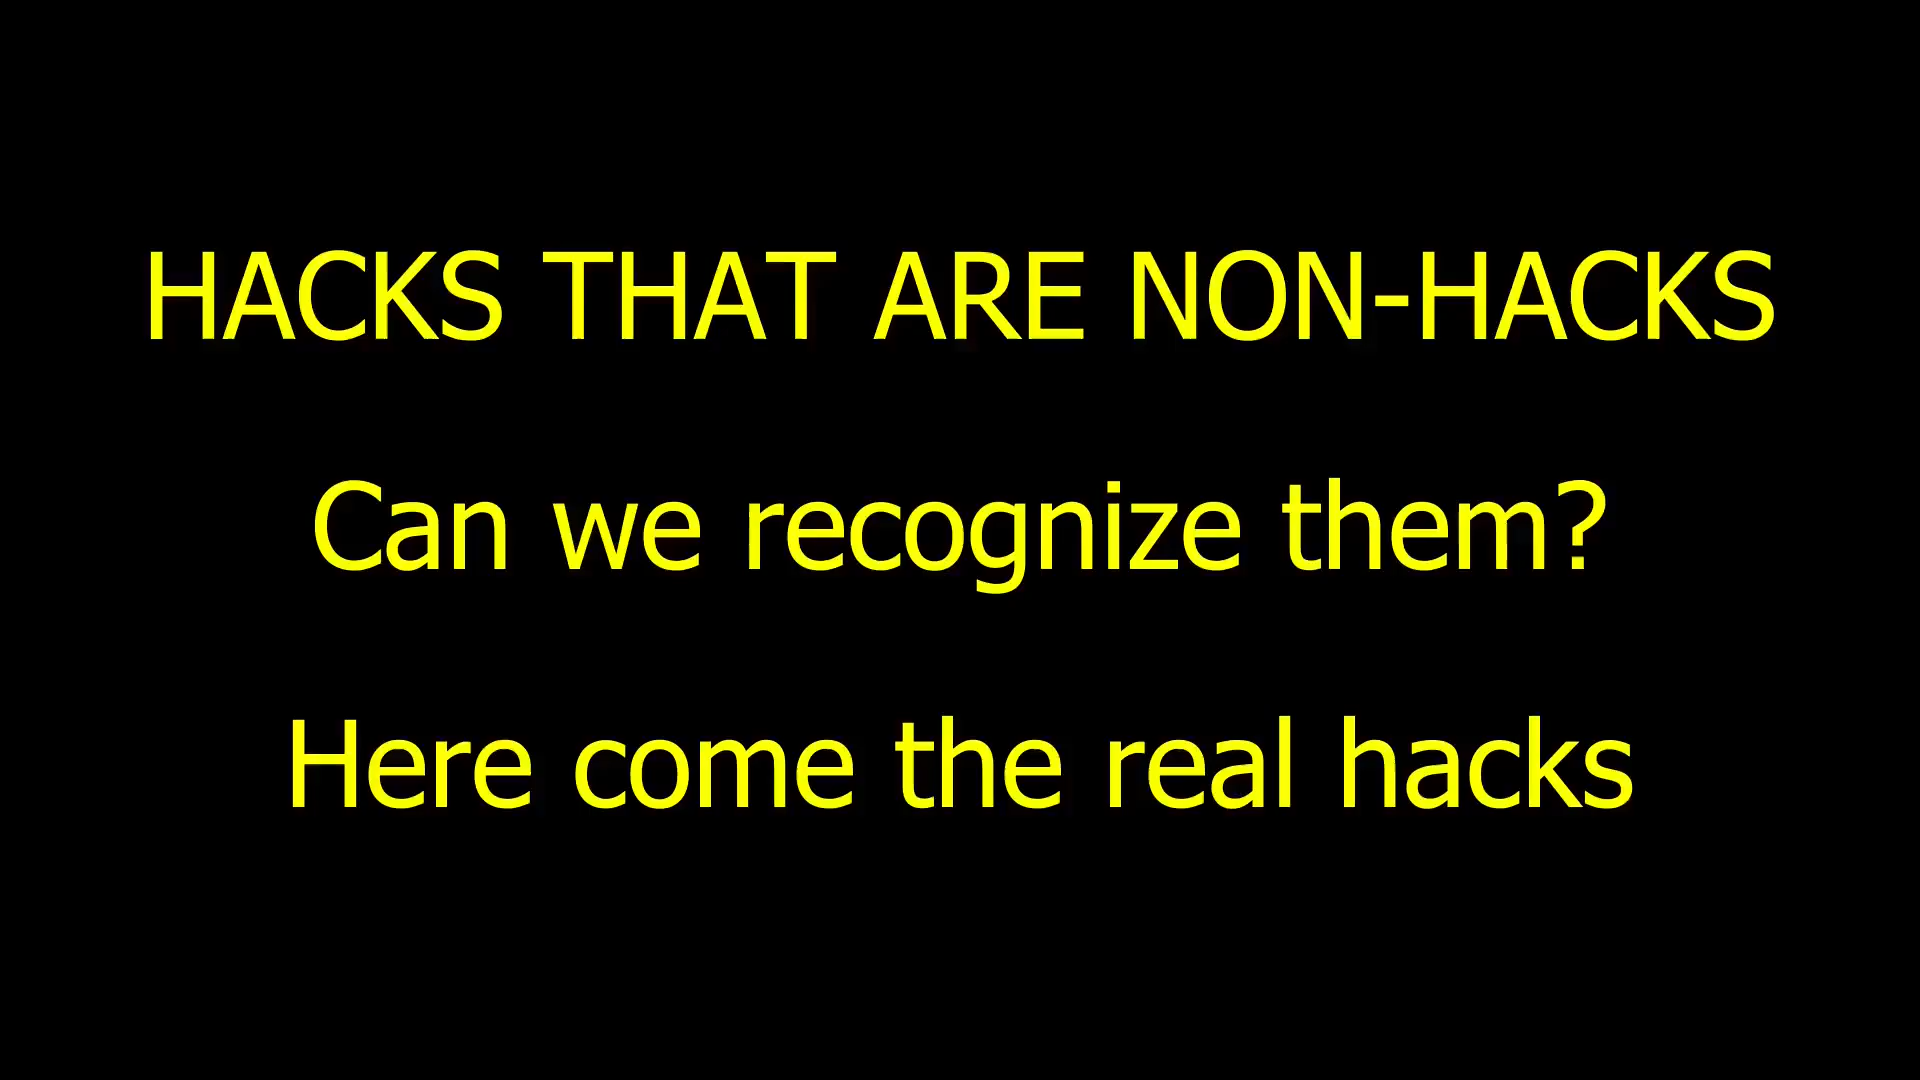 HACKS THAT ARE NON-HACKS
Can we recognize them?
Here come the real hacks